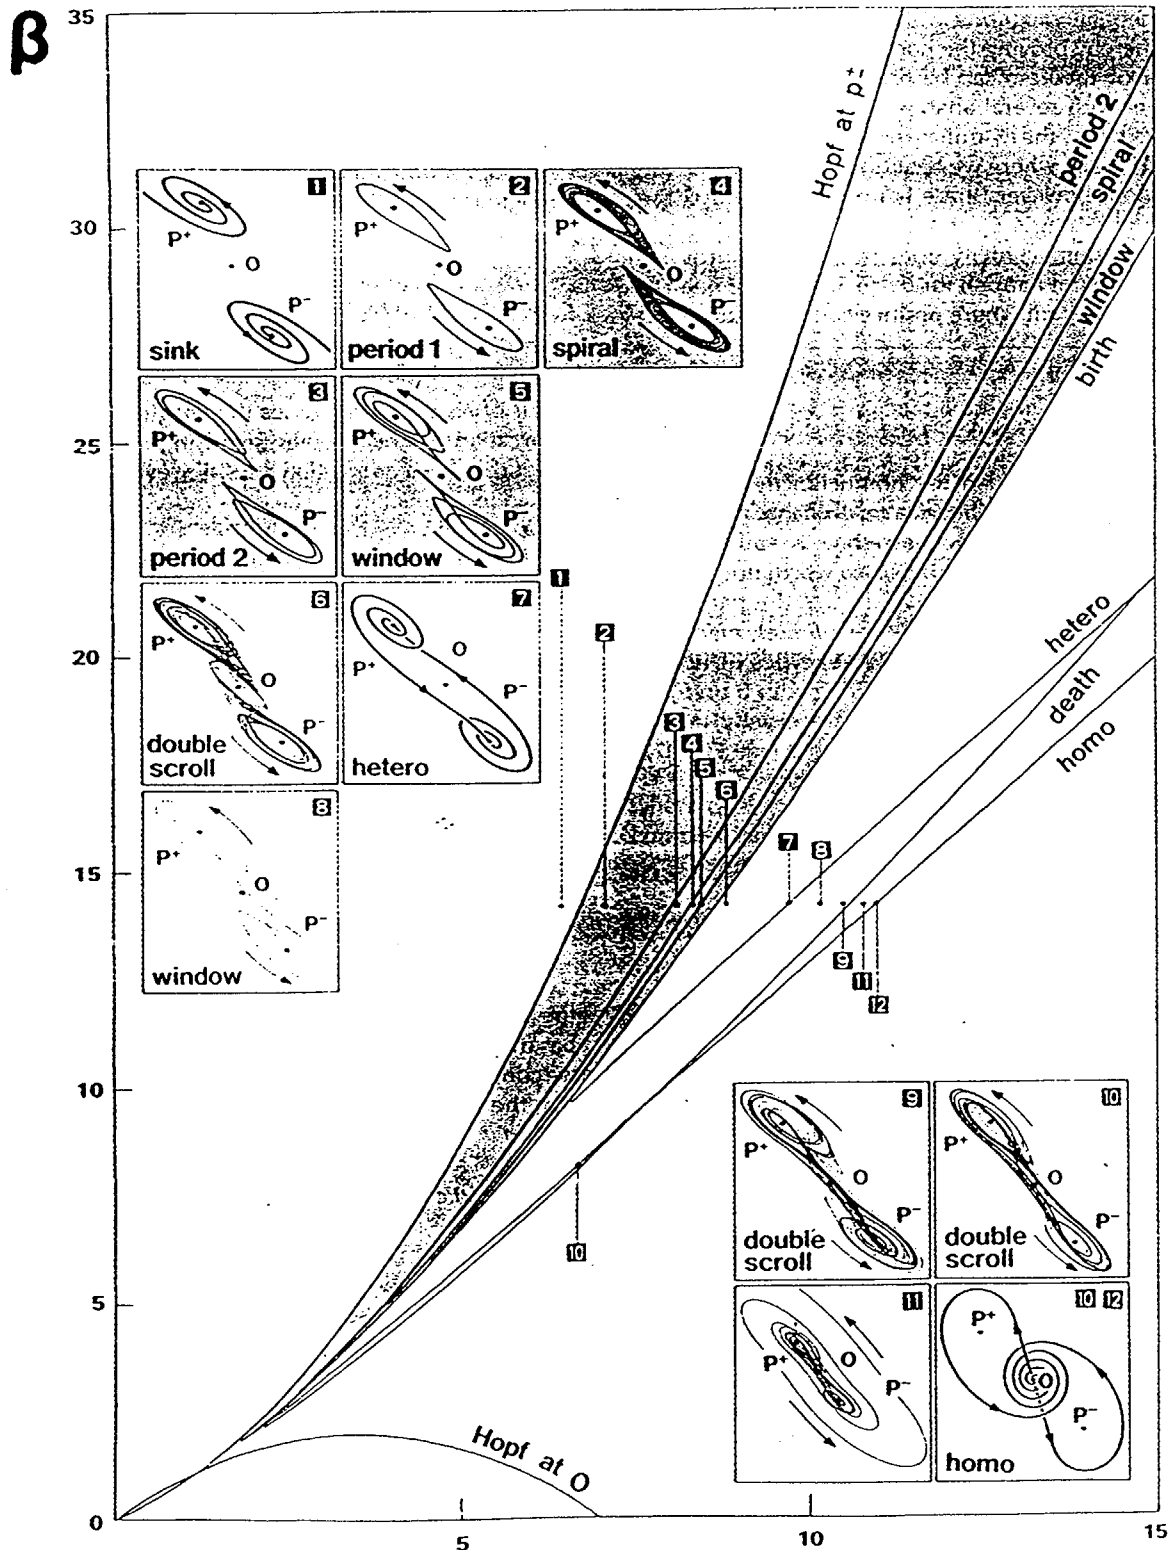 β
35
30
25
20
15
10
5
0
5
10
15
Hopf at p±
period 2
spiral
window
birth
hetero
death
homo
Hopf at O
1
P+
O
P-
sink
2
P+
O
P-
period 1
4
P+
O
P-
spiral
3
P+
O
P-
period 2
5
P+
O
P-
window
6
P+
O
P-
double
scroll
7
O
P+
P-
hetero
8
P+
O
P-
window
1
2
3
4
5
6
7
8
9
11
12
10
9
P+
O
P-
double
scroll
10
P+
O
P-
double
scroll
11
P+
O
P-
10 12
P+
O
P-
homo